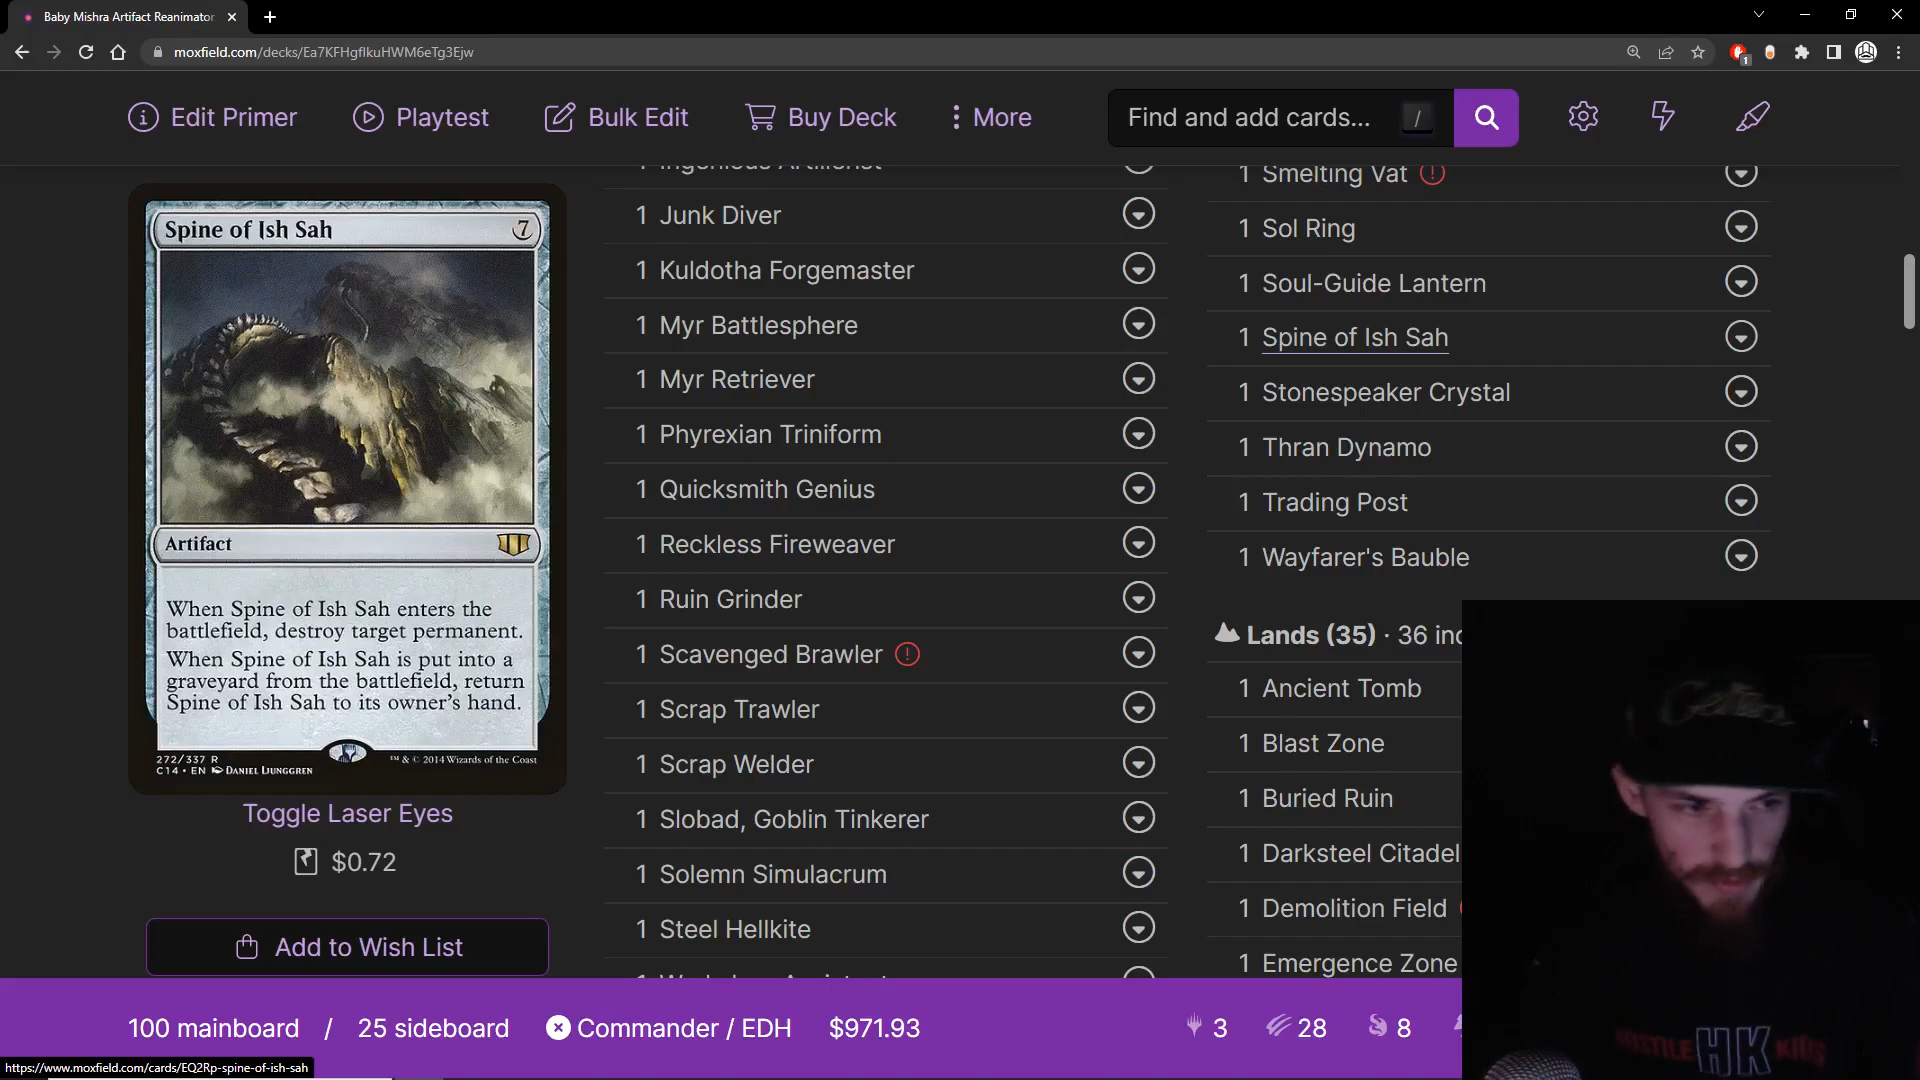 Baby Mishra Artifact Reanimator
moxfield.com/decks/Ea7KFHgfIkuHWM6eTg3Ejw
1
Edit Primer
Playtest
Bulk Edit
Buy Deck
More
Find and add cards...
/
Spine of Ish Sah
7
Artifact
When Spine of Ish Sah enters the
battlefield, destroy target permanent.
When Spine of Ish Sah is put into a
graveyard from the battlefield, return
Spine of Ish Sah to its owner's hand.
272/337 R
C14 • EN DANIEL LJUNGGREN
™ & © 2014 Wizards of the Coast
Toggle Laser Eyes
$0.72
Add to Wish List
1 Junk Diver
1 Kuldotha Forgemaster
1 Myr Battlesphere
1 Myr Retriever
1 Phyrexian Triniform
1 Quicksmith Genius
1 Reckless Fireweaver
1 Ruin Grinder
1 Scavenged Brawler
1 Scrap Trawler
1 Scrap Welder
1 Slobad, Goblin Tinkerer
1 Solemn Simulacrum
1 Steel Hellkite
1 Smelting Vat
1 Sol Ring
1 Soul-Guide Lantern
1 Spine of Ish Sah
1 Stonespeaker Crystal
1 Thran Dynamo
1 Trading Post
1 Wayfarer's Bauble
Lands (35) · 36 inc
1 Ancient Tomb
1 Blast Zone
1 Buried Ruin
1 Darksteel Citadel
1 Demolition Field
1 Emergence Zone
HK
100 mainboard / 25 sideboard
Commander / EDH
$971.93
3
28
8
https://www.moxfield.com/cards/EQ2Rp-spine-of-ish-sah